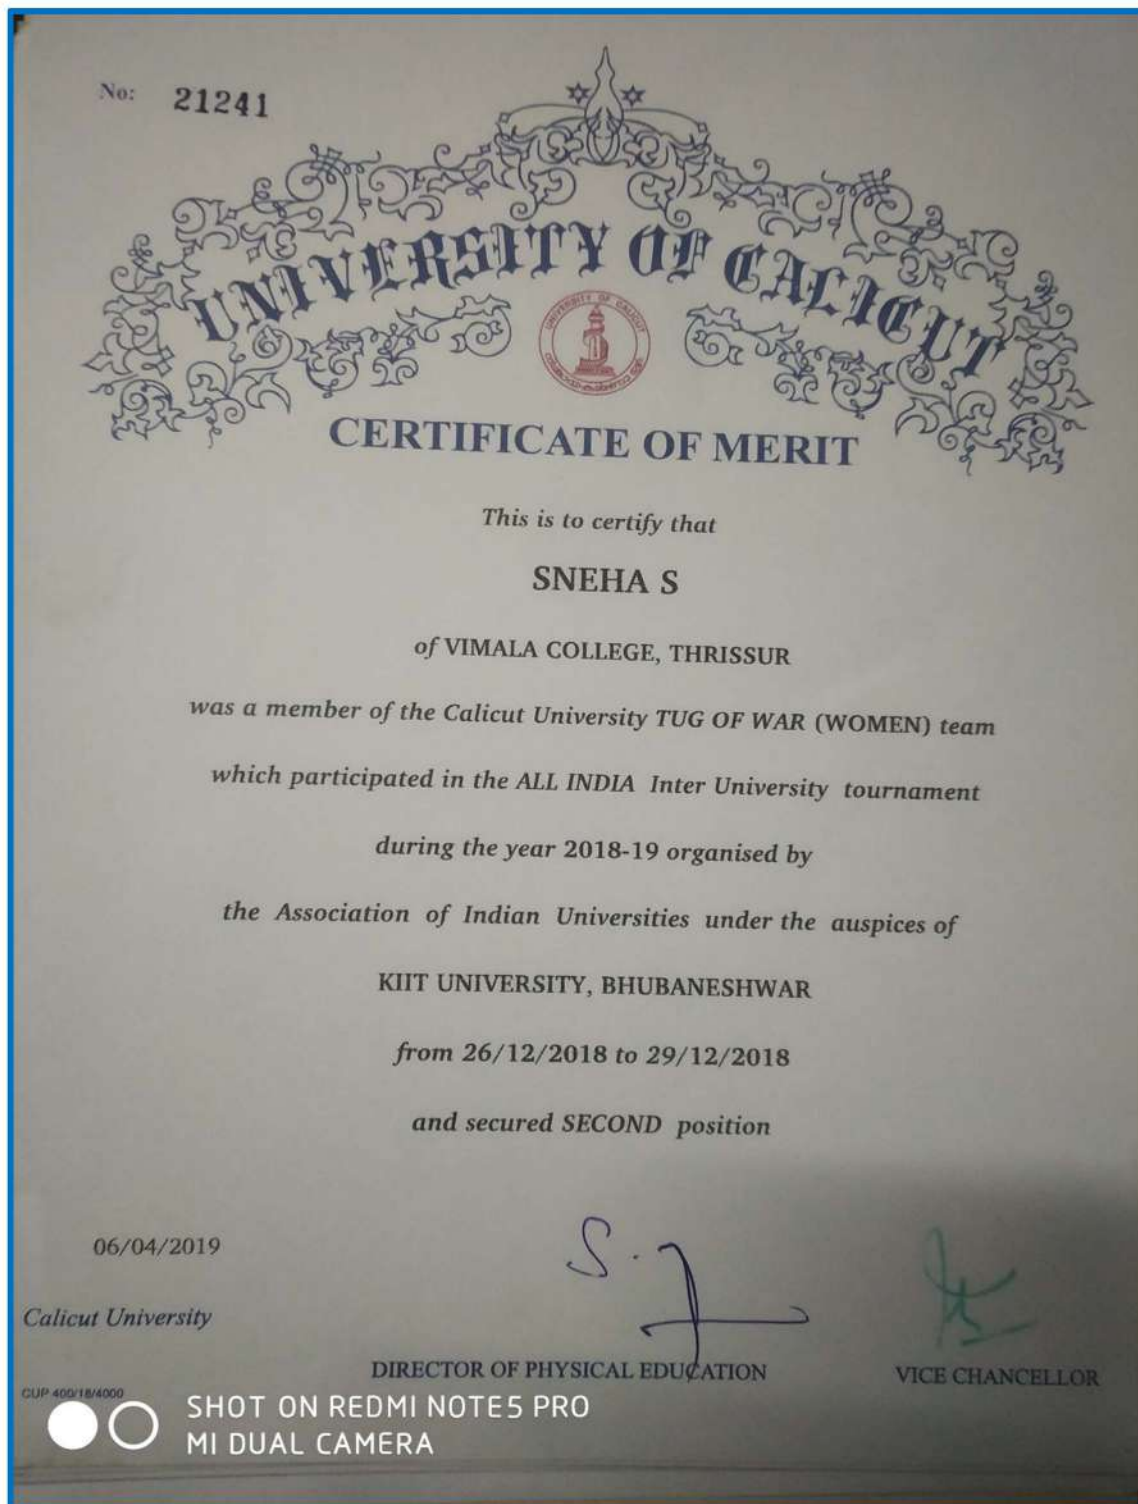 No: 21241
UNIVERSITY OF CALICUT
UNIVERSITY OF CALICUT
CERTIFICATE OF MERIT
This is to certify that
SNEHA S
of VIMALA COLLEGE, THRISSUR
was a member of the Calicut University TUG OF WAR (WOMEN) team
which participated in the ALL INDIA Inter University tournament
during the year 2018-19 organised by
the Association of Indian Universities under the auspices of
KIIT UNIVERSITY, BHUBANESHWAR
from 26/12/2018 to 29/12/2018
and secured SECOND position
06/04/2019
Calicut University
DIRECTOR OF PHYSICAL EDUCATION
VICE CHANCELLOR
CUP 400/18/4000
SHOT ON REDMI NOTE5 PRO
MI DUAL CAMERA